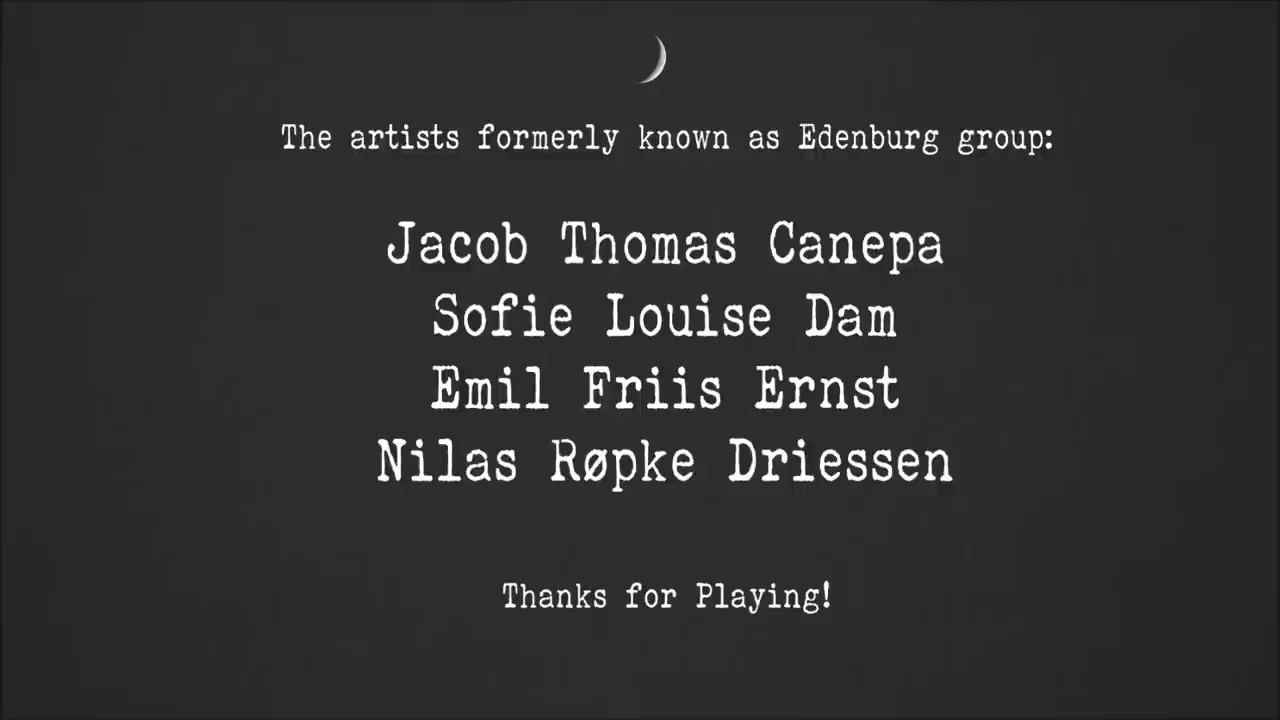 The artists formerly known as Edenburg group:
Jacob Thomas Canepa
Sofie Louise Dam
Emil Friis Ernst
Nilas Røpke Driessen
Thanks for Playing!